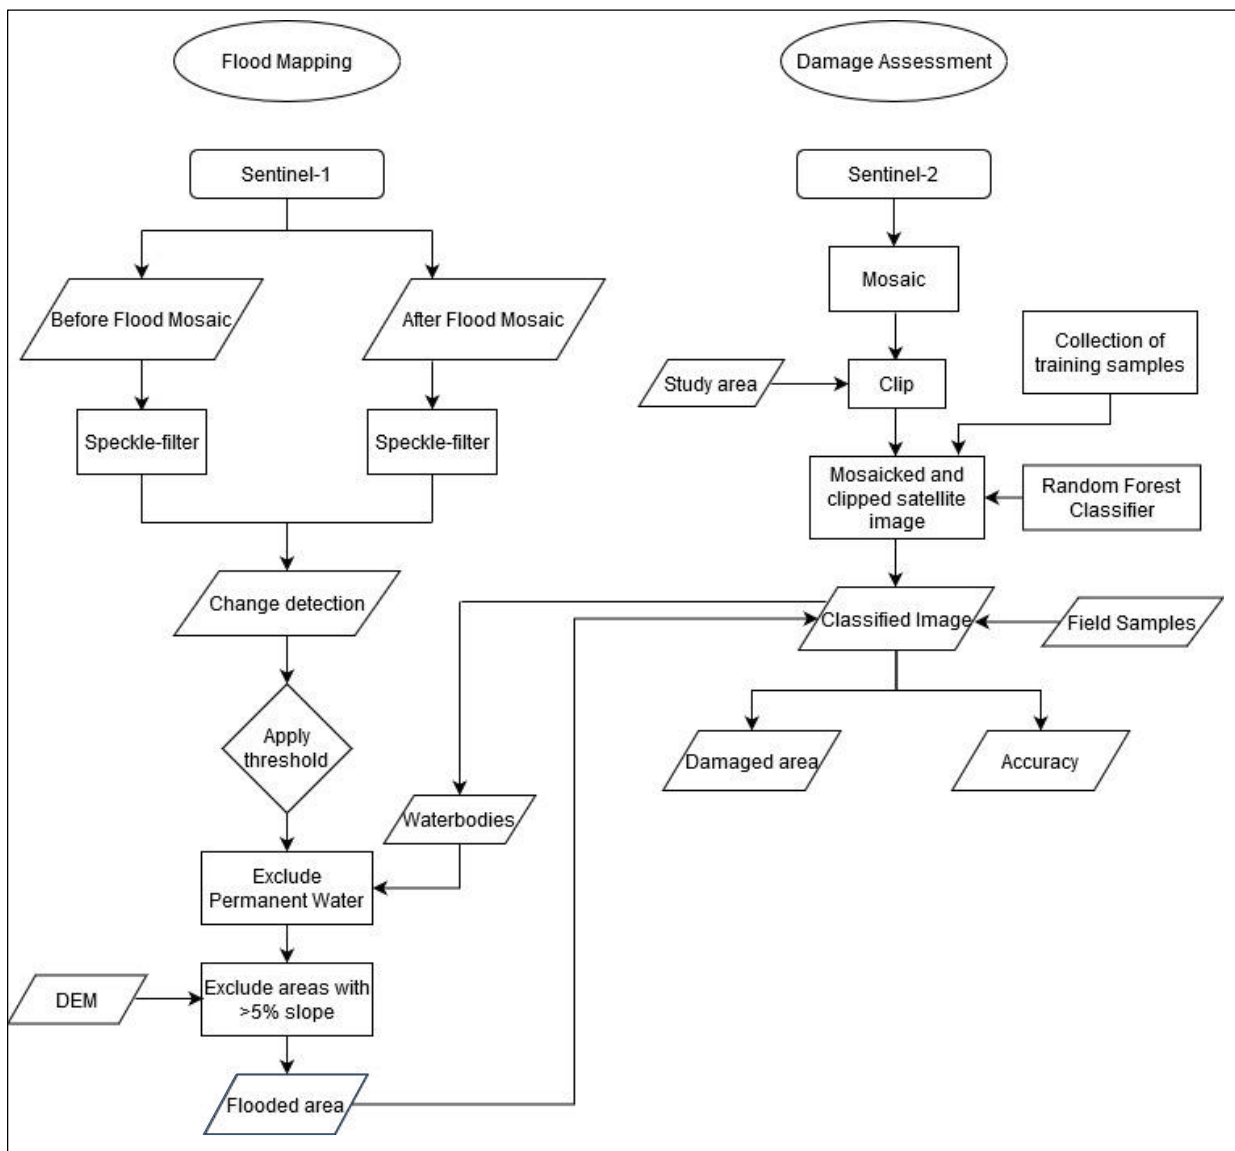 Flood Mapping
Damage Assessment
Sentinel-1
Sentinel-2
Before Flood Mosaic
After Flood Mosaic
Mosaic
Collection of
training samples
Study area
Clip
Speckle-filter
Speckle-filter
Mosaicked and
clipped satellite
image
Random Forest
Classifier
Change detection
Classified Image
Field Samples
Apply
threshold
Damaged area
Accuracy
Waterbodies
Exclude
Permanent Water
DEM
Exclude areas with
>5% slope
Flooded area